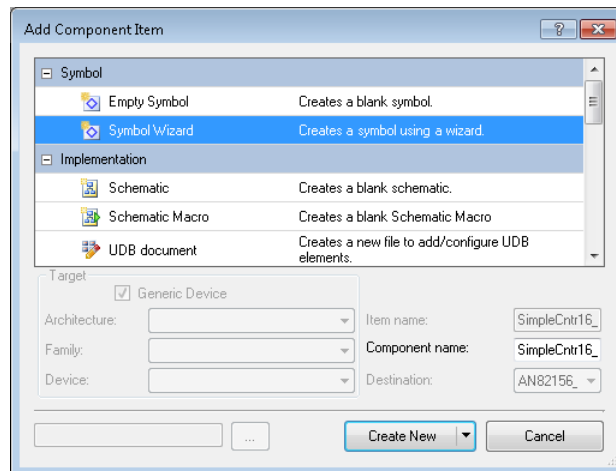 Add Component Item
Symbol
Empty Symbol Creates a blank symbol.
Symbol Wizard Creates a symbol using a wizard.
Implementation
Schematic Creates a blank schematic.
Schematic Macro Creates a blank Schematic Macro
UDB document Creates a new file to add/configure UDB
elements.
Target
Generic Device
Architecture:
Family:
Device:
Item name: SimpleCntr16_
Component name: SimpleCntr16_
Destination: AN82156_
...
Create New
Cancel